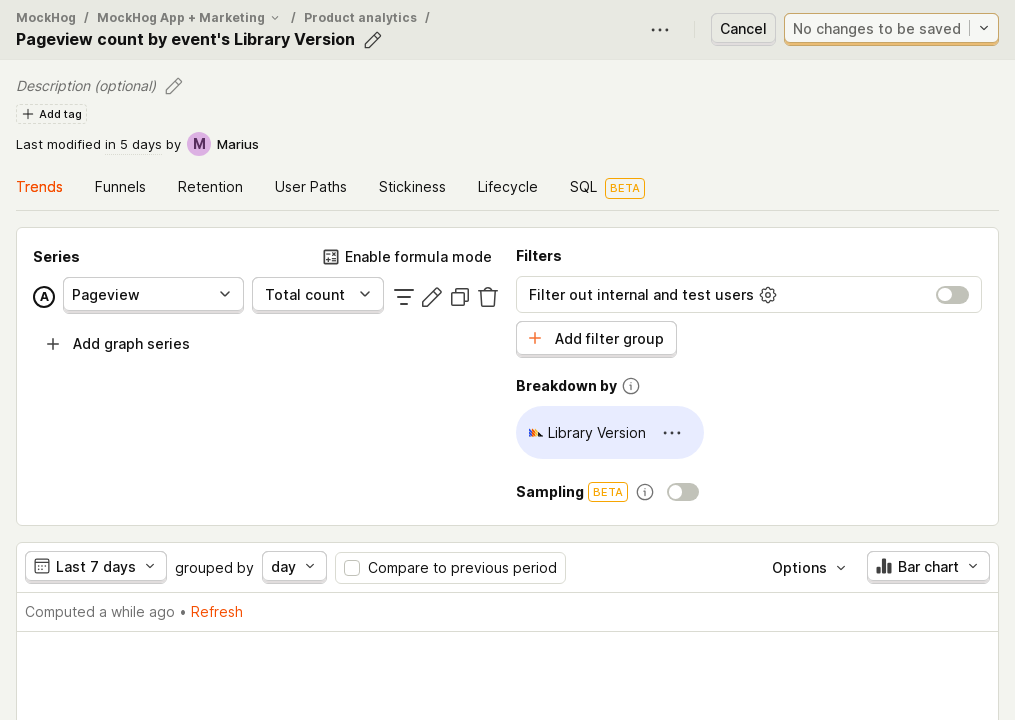 MockHog / MockHog App + Marketing / Product analytics /
Pageview count by event's Library Version
Cancel
No changes to be saved
Description (optional)
Add tag
Last modified in 5 days by M Marius
Trends Funnels Retention User Paths Stickiness Lifecycle SQL BETA
Series
Enable formula mode
A Pageview Total count
Add graph series
Filters
Filter out internal and test users
Add filter group
Breakdown by
Library Version
Sampling BETA
Last 7 days grouped by day Compare to previous period Options Bar chart
Computed a while ago • Refresh